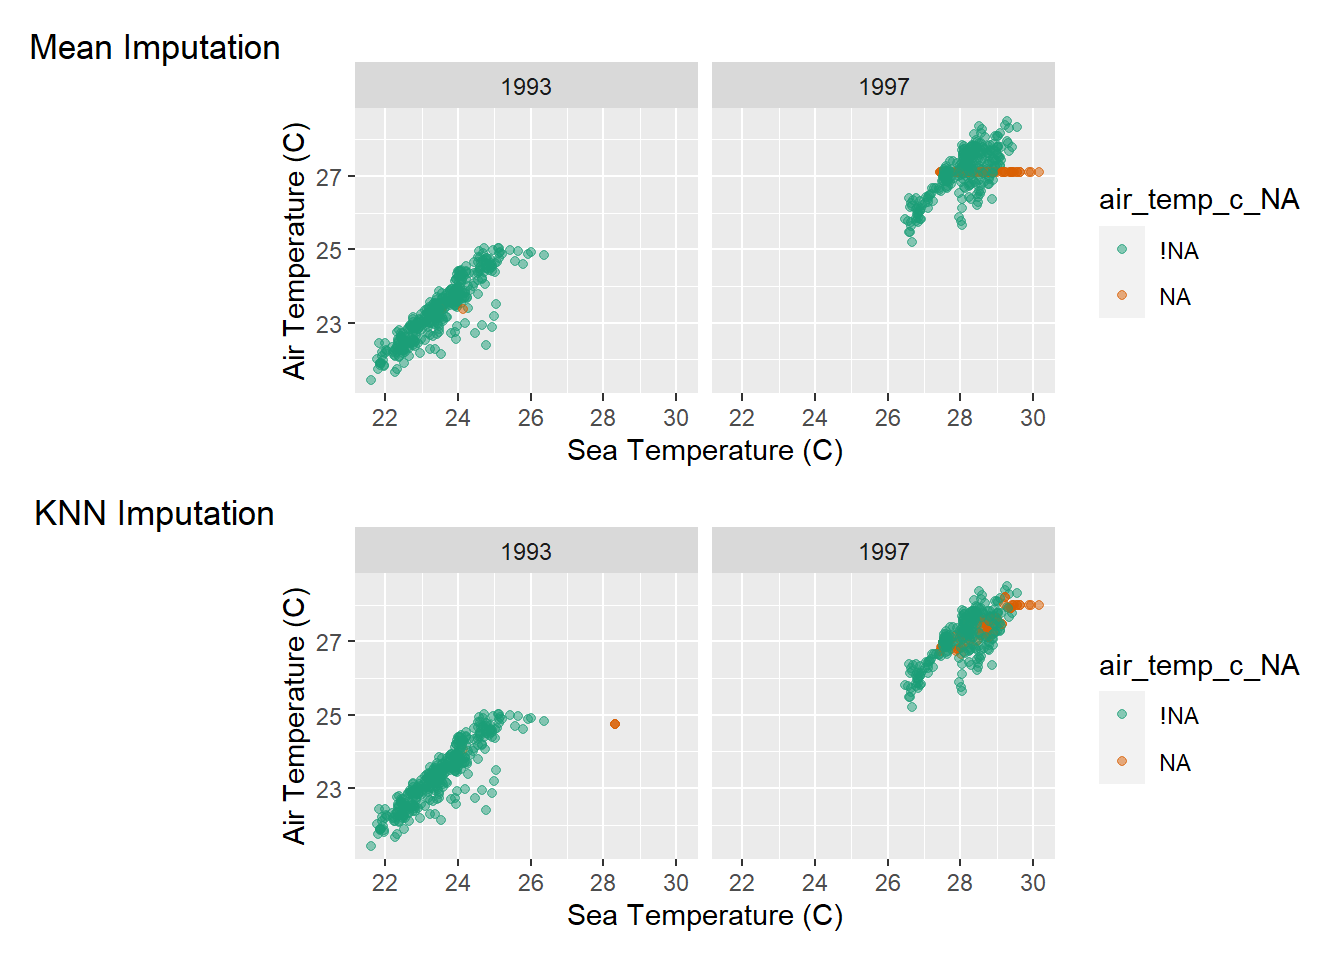 Mean Imputation
1993
1997
Air Temperature (C)
27
25
23
22 24 26 28 30
22 24 26 28 30
Sea Temperature (C)
air_temp_c_NA
!NA
NA
KNN Imputation
1993
1997
Air Temperature (C)
27
25
23
22 24 26 28 30
22 24 26 28 30
Sea Temperature (C)
air_temp_c_NA
!NA
NA